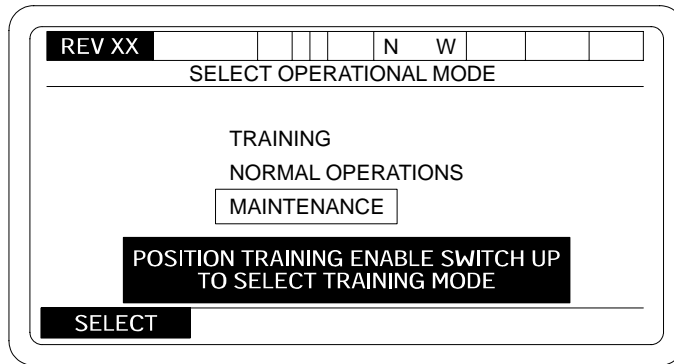 REV XX N W
SELECT OPERATIONAL MODE
TRAINING
NORMAL OPERATIONS
MAINTENANCE
POSITION TRAINING ENABLE SWITCH UP
TO SELECT TRAINING MODE
SELECT